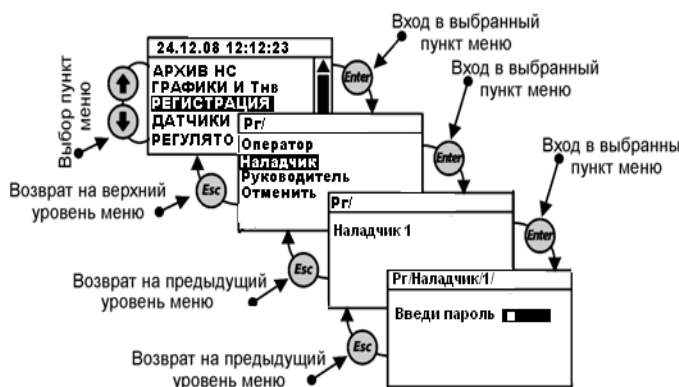 24.12.08 12:12:23
АРХИВ НС
ГРАФИКИ И Тнв
РЕГИСТРАЦИЯ
ДАТЧИКИ
РЕГУЛЯТО
Выбор пункт
меню
Enter
Вход в выбранный
пункт меню
Рг/
Оператор
Наладчик
Руководитель
Отменить
Enter
Вход в выбранный
пункт меню
Esc
Возврат на верхний
уровень меню
Рг/
Наладчик 1
Enter
Вход в выбранны
пункт меню
Esc
Возврат на предыдущий
уровень меню
Рг/Наладчик/1/
Введи пароль
Esc
Возврат на предыдущий
уровень меню